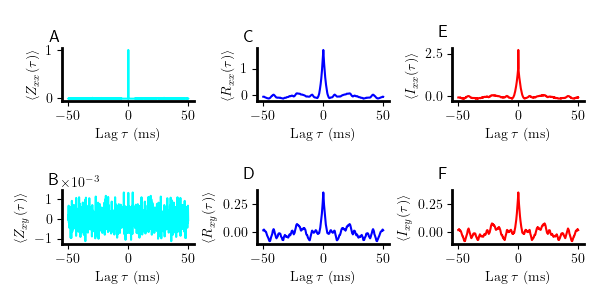 A
C
E
⟨Z_xx(τ)⟩
1
0
−50
0
50
Lag τ (ms)
⟨R_xx(τ)⟩
1
0
−50
0
50
Lag τ (ms)
⟨I_xx(τ)⟩
2.5
0.0
−50
0
50
Lag τ (ms)
B
×10⁻³
D
F
⟨Z_xy(τ)⟩
1
0
−1
−50
0
50
Lag τ (ms)
⟨R_xy(τ)⟩
0.25
0.00
−50
0
50
Lag τ (ms)
⟨I_xy(τ)⟩
0.25
0.00
−50
0
50
Lag τ (ms)